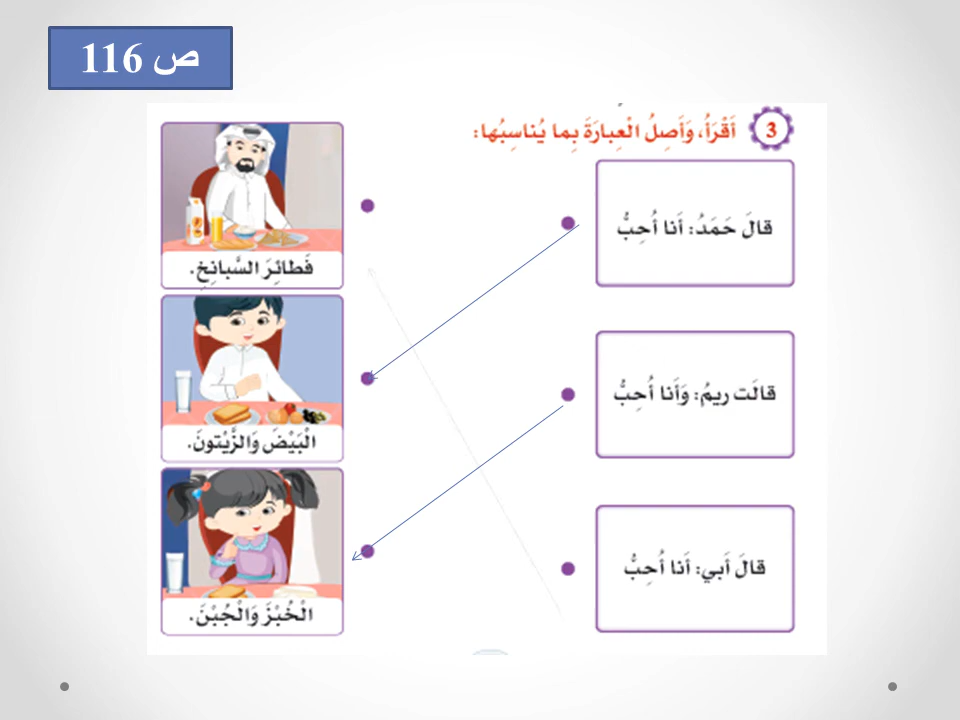 ص 116
3 أَقْرَأُ، وَأَصِلُ الْعِبارَةَ بِما يُناسِبُها:
قالَ حَمَدُ: أَنا أُحِبُّ
فَطائِرَ السَّبانِخِ.
قالَت ريمُ: وَأَنا أُحِبُّ
الْبَيْضَ وَالزَّيْتونَ.
قالَ أَبي: أَنا أُحِبُّ
الْخُبْزَ وَالْجُبْنَ.